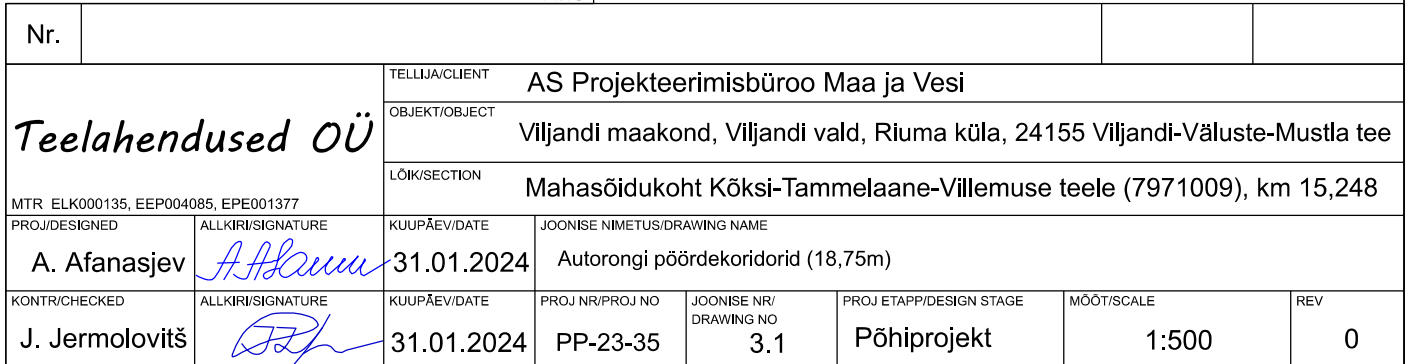 Nr.
TELLIJA/CLIENT
AS Projekteerimisbüroo Maa ja Vesi
Teelahendused OÜ
OBJEKT/OBJECT
Viljandi maakond, Viljandi vald, Riuma küla, 24155 Viljandi-Väluste-Mustla tee
LÕIK/SECTION
Mahasõidukoht Kõksi-Tammelaane-Villemuse teele (7971009), km 15,248
MTR ELK000135, EEP004085, EPE001377
PROJ/DESIGNED
A. Afanasjev
ALLKIRI/SIGNATURE
KUUPÄEV/DATE
31.01.2024
JOONISE NIMETUS/DRAWING NAME
Autorongi pöördekoridorid (18,75m)
KONTR/CHECKED
J. Jermolovitš
ALLKIRI/SIGNATURE
KUUPÄEV/DATE
31.01.2024
PROJ NR/PROJ NO
PP-23-35
JOONISE NR/
DRAWING NO
3.1
PROJ ETAPP/DESIGN STAGE
Põhiprojekt
MÕÕT/SCALE
1:500
REV
0